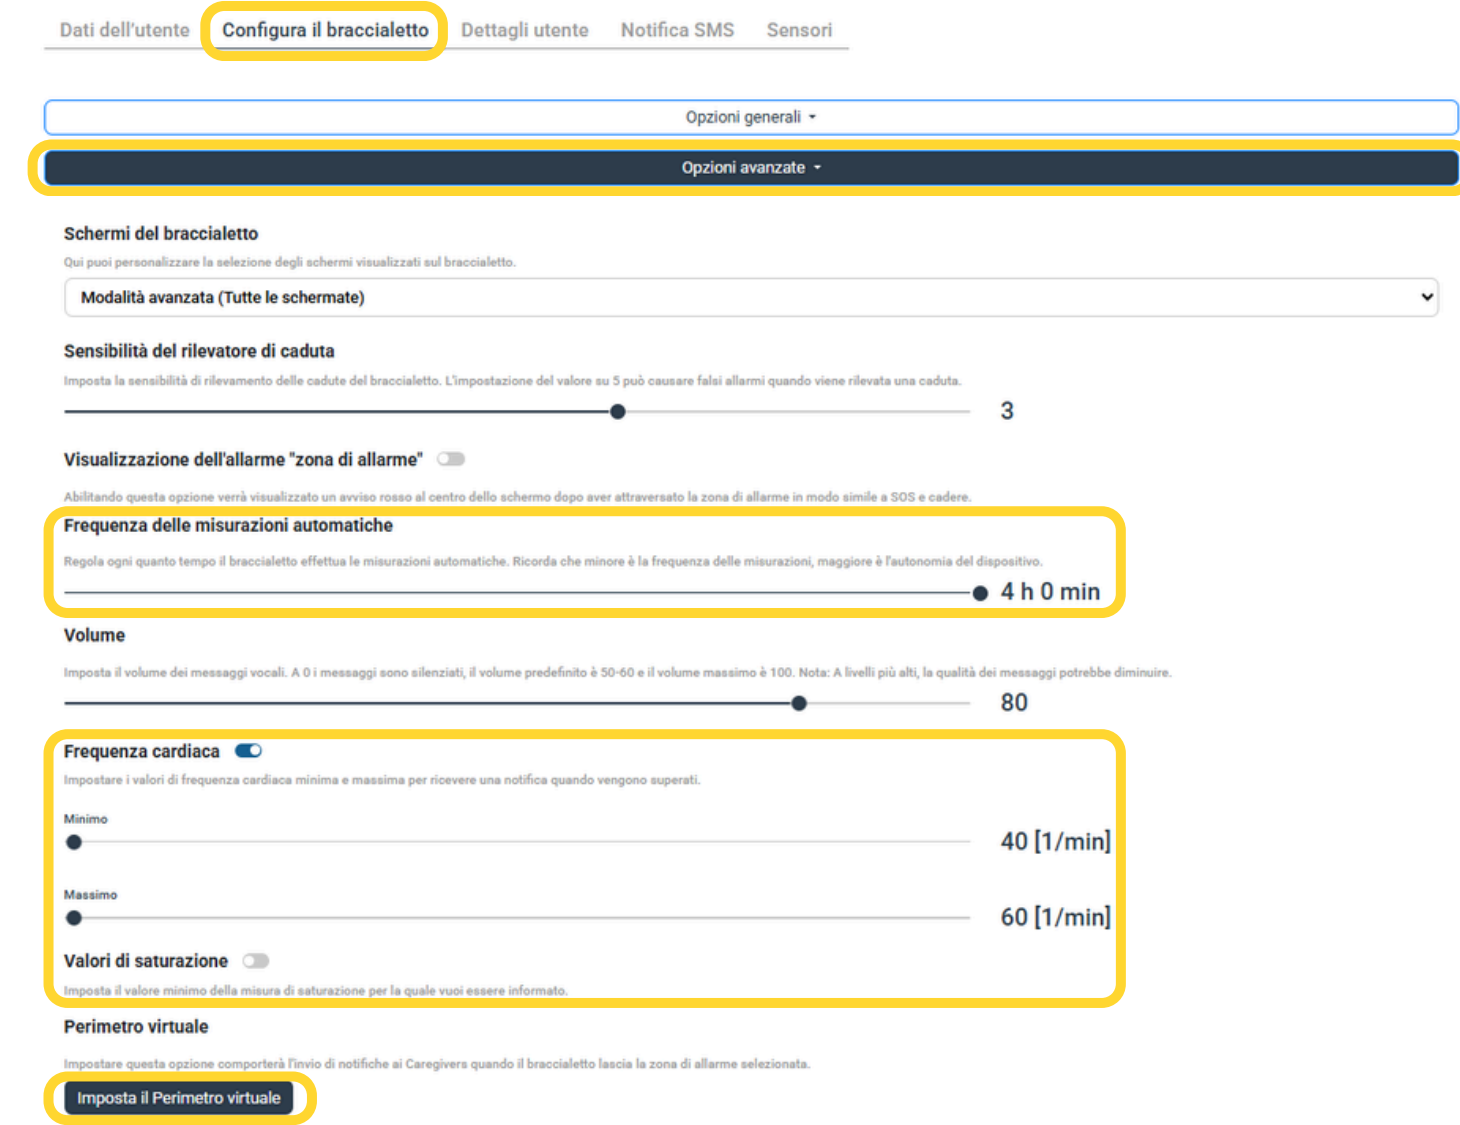 Dati dell'utente Configura il braccialetto Dettagli utente Notifica SMS Sensori
Opzioni generali
Opzioni avanzate
Schermi del braccialetto
Qui puoi personalizzare la selezione degli schermi visualizzati sul braccialetto.
Modalità avanzata (Tutte le schermate)
Sensibilità del rilevatore di caduta
Imposta la sensibilità di rilevamento delle cadute del braccialetto. L'impostazione del valore su 5 può causare falsi allarmi quando viene rilevata una caduta.
3
Visualizzazione dell'allarme "zona di allarme"
Abilitando questa opzione verrà visualizzato un avviso rosso al centro dello schermo dopo aver attraversato la zona di allarme in modo simile a SOS e cadere.
Frequenza delle misurazioni automatiche
Regola ogni quanto tempo il braccialetto effettua le misurazioni automatiche. Ricorda che minore è la frequenza delle misurazioni, maggiore è l'autonomia del dispositivo.
4 h 0 min
Volume
Imposta il volume dei messaggi vocali. A 0 i messaggi sono silenziati, il volume predefinito è 50-60 e il volume massimo è 100. Nota: A livelli più alti, la qualità dei messaggi potrebbe diminuire.
80
Frequenza cardiaca
Impostare i valori di frequenza cardiaca minima e massima per ricevere una notifica quando vengono superati.
Minimo
40 [1/min]
Massimo
60 [1/min]
Valori di saturazione
Imposta il valore minimo della misura di saturazione per la quale vuoi essere informato.
Perimetro virtuale
Impostare questa opzione comporterà l'invio di notifiche ai Caregivers quando il braccialetto lascia la zona di allarme selezionata.
Imposta il Perimetro virtuale